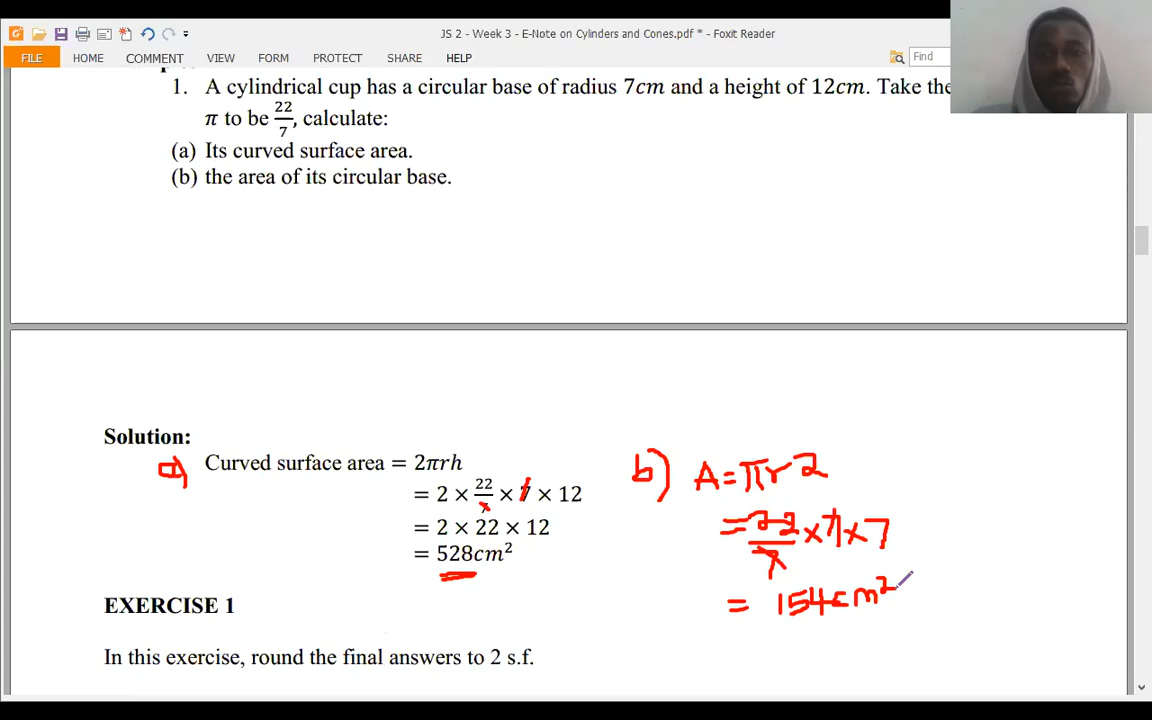 JS 2 - Week 3 - E-Note on Cylinders and Cones.pdf * - Foxit Reader
FILE HOME COMMENT VIEW FORM PROTECT SHARE HELP Find
1. A cylindrical cup has a circular base of radius 7cm and a height of 12cm. Take the
π to be 22/7, calculate:
(a) Its curved surface area.
(b) the area of its circular base.
Solution:
a) Curved surface area = 2πrh
= 2 × 22/7 × 7 × 12
= 2 × 22 × 12
= 528cm²
b) A = πr²
= 22/7 × 7 × 7
= 154cm²
EXERCISE 1
In this exercise, round the final answers to 2 s.f.